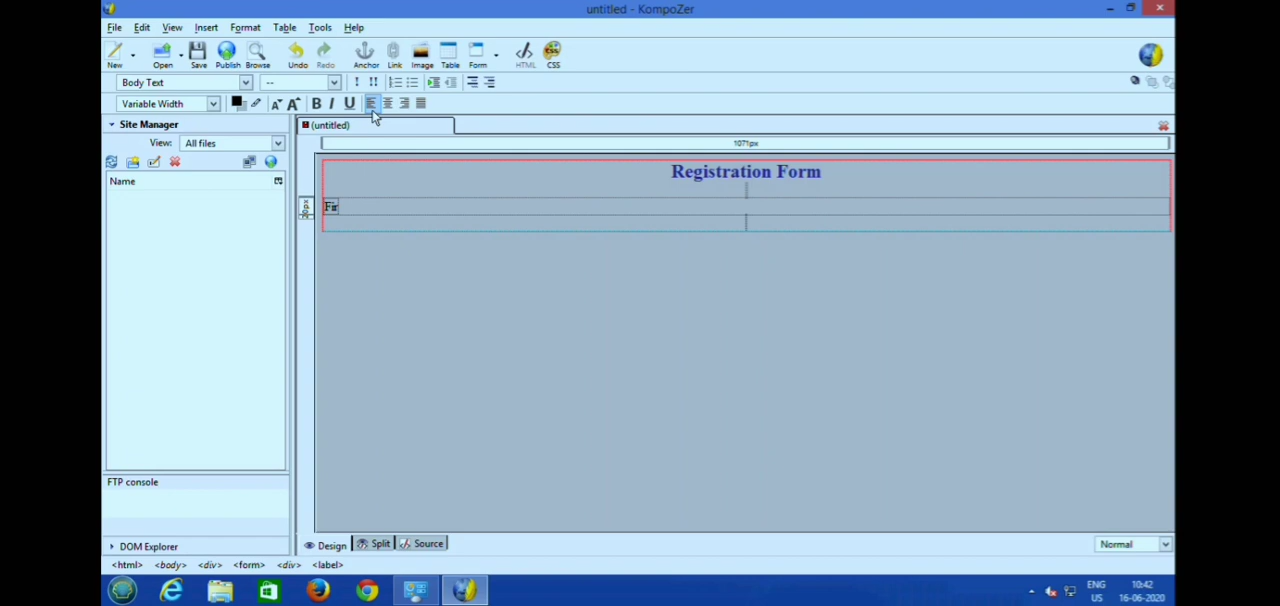 untitled - KompoZer
File Edit View Insert Format Table Tools Help
New Open Save Publish Browse Undo Redo Anchor Link Image Table Form HTML CSS
Body Text --
Variable Width B I U
Site Manager
(untitled)
View: All files
1071px
Name
Registration Form
20px
Fir
FTP console
DOM Explorer
Design Split Source Normal
<html> <body> <div> <form> <div> <label>
ENG 10:42
US 16-06-2020